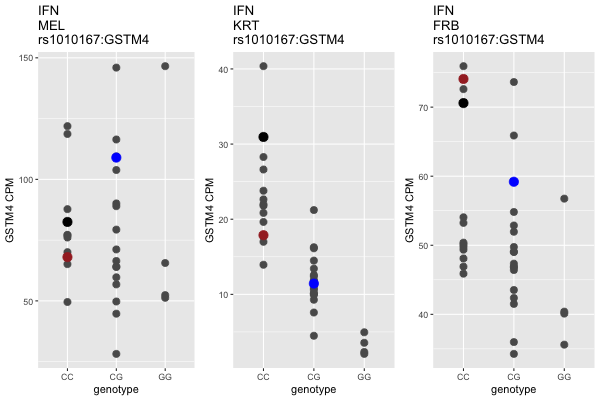 IFN
MEL
rs1010167:GSTM4
GSTM4 CPM
150
100
50
CC
CG
GG
genotype
IFN
KRT
rs1010167:GSTM4
GSTM4 CPM
40
30
20
10
CC
CG
GG
genotype
IFN
FRB
rs1010167:GSTM4
GSTM4 CPM
70
60
50
40
CC
CG
GG
genotype